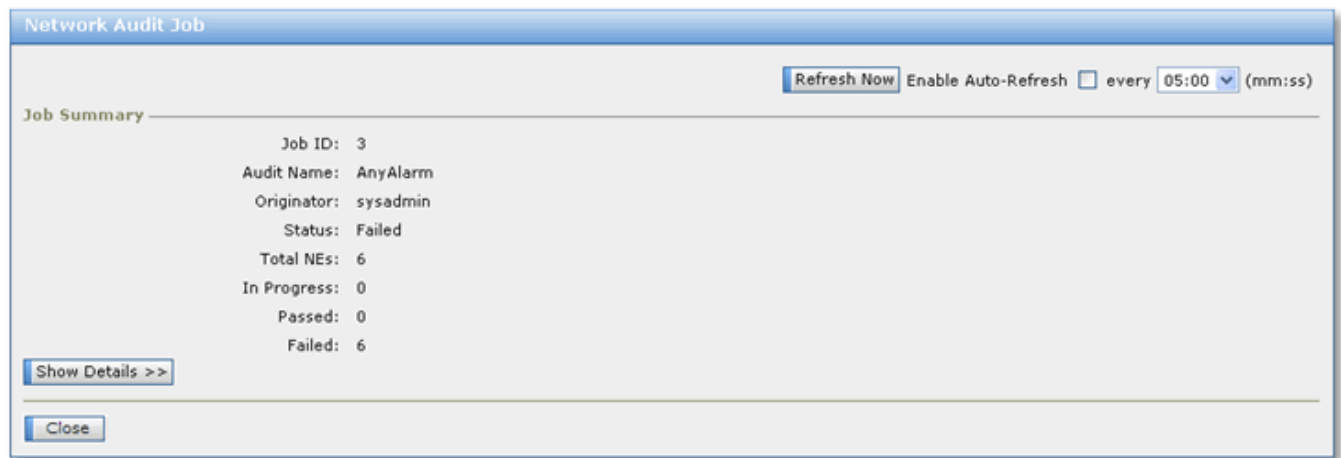 Network Audit Job
Refresh Now Enable Auto-Refresh every 05:00 (mm:ss)
Job Summary
Job ID: 3
Audit Name: AnyAlarm
Originator: sysadmin
Status: Failed
Total NEs: 6
In Progress: 0
Passed: 0
Failed: 6
Show Details >>
Close